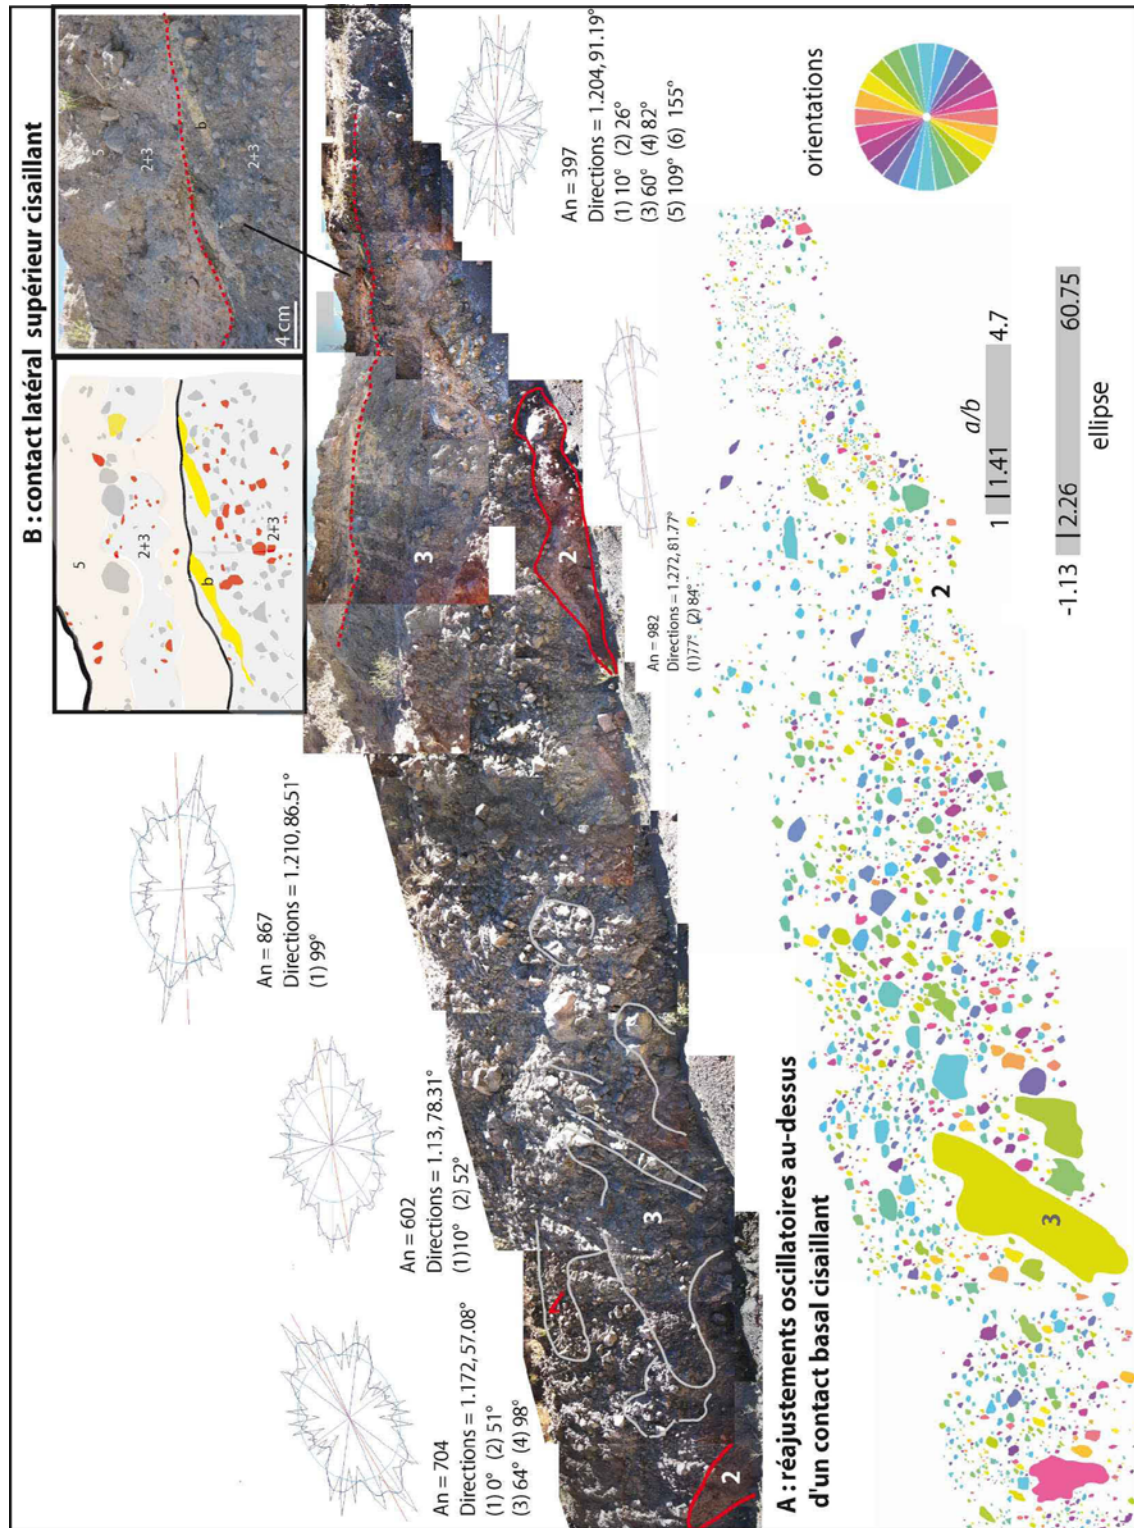 B : contact latéral supérieur cisaillant
5
2+3
b
2+3
5
2+3
b
2+3
4 cm
An = 704
Directions = 1.172, 57.08°
(1) 0° (2) 51°
(3) 64° (4) 98°
An = 602
Directions = 1.13, 78.31°
(1)10° (2) 52°
An = 867
Directions = 1.210, 86.51°
(1) 99°
An = 982
Directions = 1.272, 81.77°
(1)77° (2) 84°
An = 397
Directions = 1.204, 91.19°
(1) 10° (2) 26°
(3) 60° (4) 82°
(5) 109° (6) 155°
2
3
3
2
A : réajustements oscillatoires au-dessus
d'un contact basal cisaillant
3
2
orientations
a/b
1
1.41
4.7
-1.13
2.26
60.75
ellipse